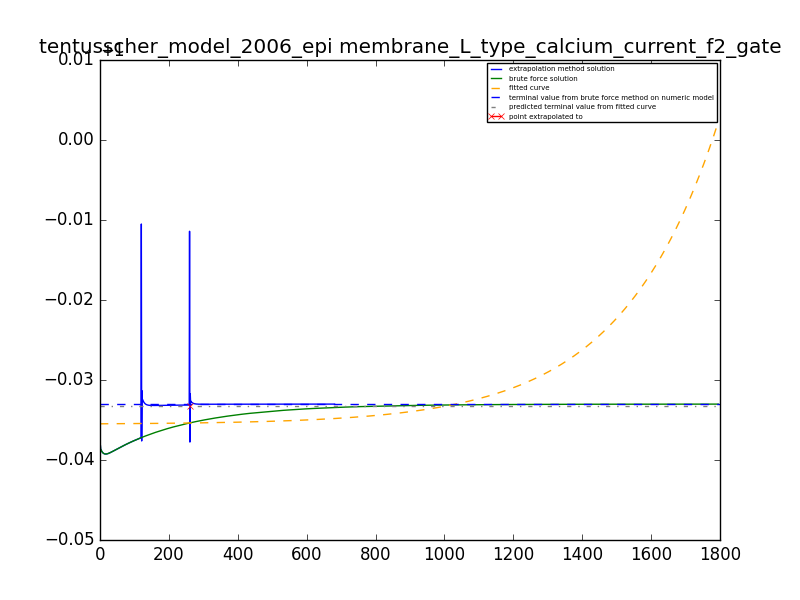 tentusscher_model_2006_epi membrane_L_type_calcium_current_f2_gate
+1
0.01
0.00
−0.01
−0.02
−0.03
−0.04
−0.05
extrapolation method solution
brute force solution
fitted curve
terminal value from brute force method on numeric model
predicted terminal value from fitted curve
point extrapolated to
0 200 400 600 800 1000 1200 1400 1600 1800